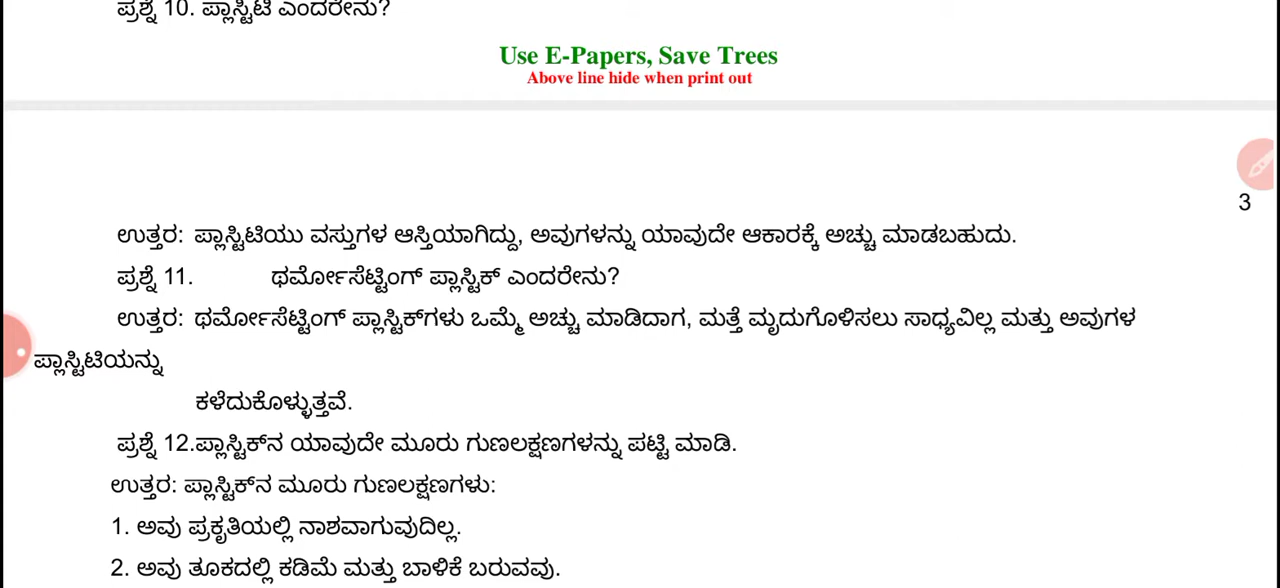 ಪ್ರಶ್ನೆ 10. ಪ್ಲಾಸ್ಟಿಟಿ ಎಂದರೇನು?
Use E-Papers, Save Trees
Above line hide when print out
3
ಉತ್ತರ: ಪ್ಲಾಸ್ಟಿಟಿಯು ವಸ್ತುಗಳ ಆಸ್ತಿಯಾಗಿದ್ದು, ಅವುಗಳನ್ನು ಯಾವುದೇ ಆಕಾರಕ್ಕೆ ಅಚ್ಚು ಮಾಡಬಹುದು.
ಪ್ರಶ್ನೆ 11. ಥರ್ಮೋಸೆಟ್ಟಿಂಗ್ ಪ್ಲಾಸ್ಟಿಕ್ ಎಂದರೇನು?
ಉತ್ತರ: ಥರ್ಮೋಸೆಟ್ಟಿಂಗ್ ಪ್ಲಾಸ್ಟಿಕ್‌ಗಳು ಒಮ್ಮೆ ಅಚ್ಚು ಮಾಡಿದಾಗ, ಮತ್ತೆ ಮೃದುಗೊಳಿಸಲು ಸಾಧ್ಯವಿಲ್ಲ ಮತ್ತು ಅವುಗಳ
ಪ್ಲಾಸ್ಟಿಟಿಯನ್ನು
ಕಳೆದುಕೊಳ್ಳುತ್ತವೆ.
ಪ್ರಶ್ನೆ 12.ಪ್ಲಾಸ್ಟಿಕ್‌ನ ಯಾವುದೇ ಮೂರು ಗುಣಲಕ್ಷಣಗಳನ್ನು ಪಟ್ಟಿ ಮಾಡಿ.
ಉತ್ತರ: ಪ್ಲಾಸ್ಟಿಕ್‌ನ ಮೂರು ಗುಣಲಕ್ಷಣಗಳು:
1. ಅವು ಪ್ರಕೃತಿಯಲ್ಲಿ ನಾಶವಾಗುವುದಿಲ್ಲ.
2. ಅವು ತೂಕದಲ್ಲಿ ಕಡಿಮೆ ಮತ್ತು ಬಾಳಿಕೆ ಬರುವವು.